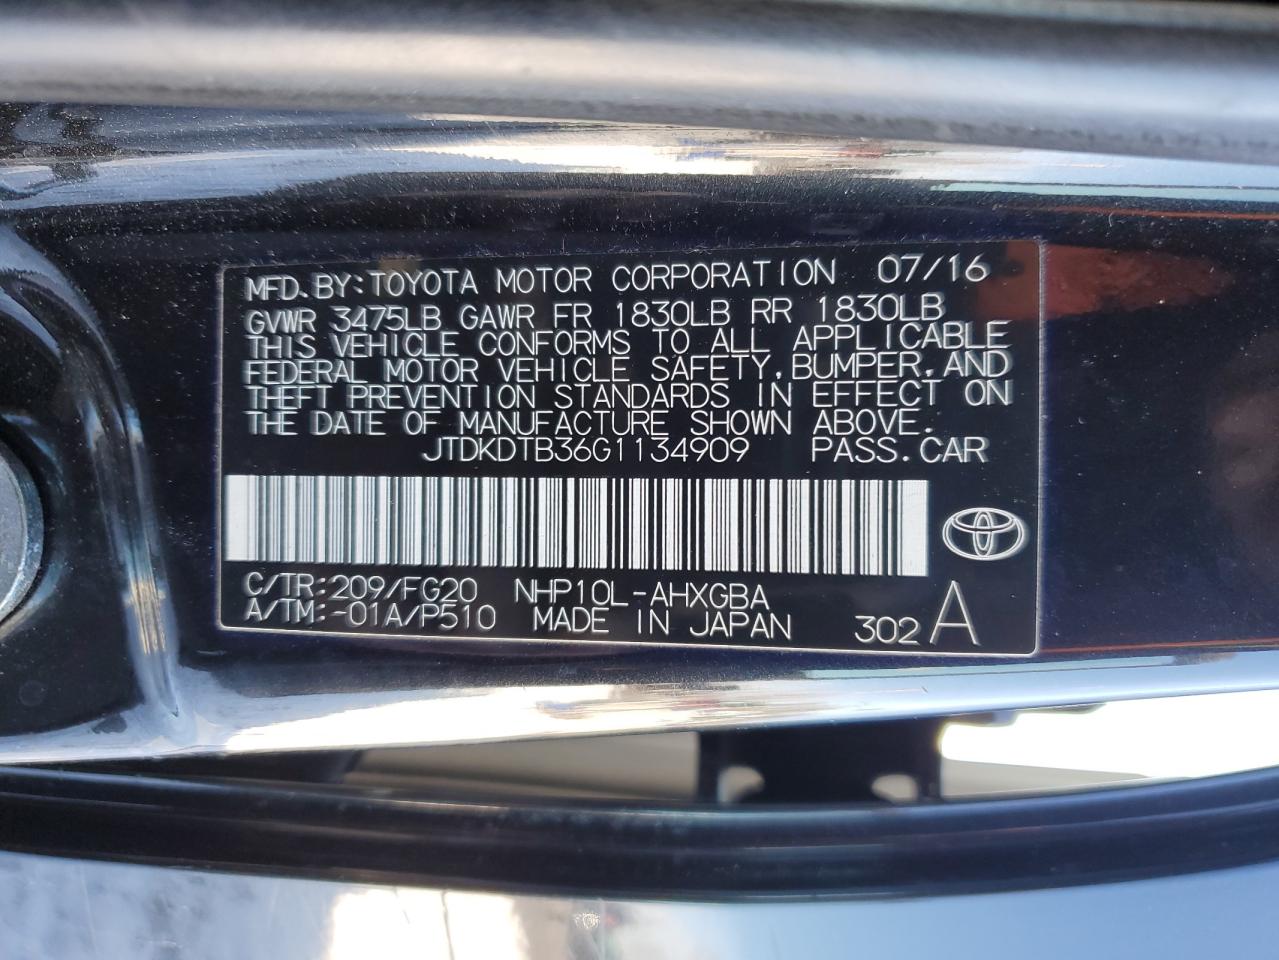 MFD. BY: TOYOTA MOTOR CORPORATION 07/16
GVWR 3475LB GAWR FR 1830LB RR 1830LB
THIS VEHICLE CONFORMS TO ALL APPLICABLE
FEDERAL MOTOR VEHICLE SAFETY, BUMPER, AND
THEFT PREVENTION STANDARDS IN EFFECT ON
THE DATE OF MANUFACTURE SHOWN ABOVE.
JTDKDTB36G1134909 PASS. CAR
C/TR: 209/FG20 NHP10L-AHXGBA
A/TM: -01A/P510 MADE IN JAPAN 302 A